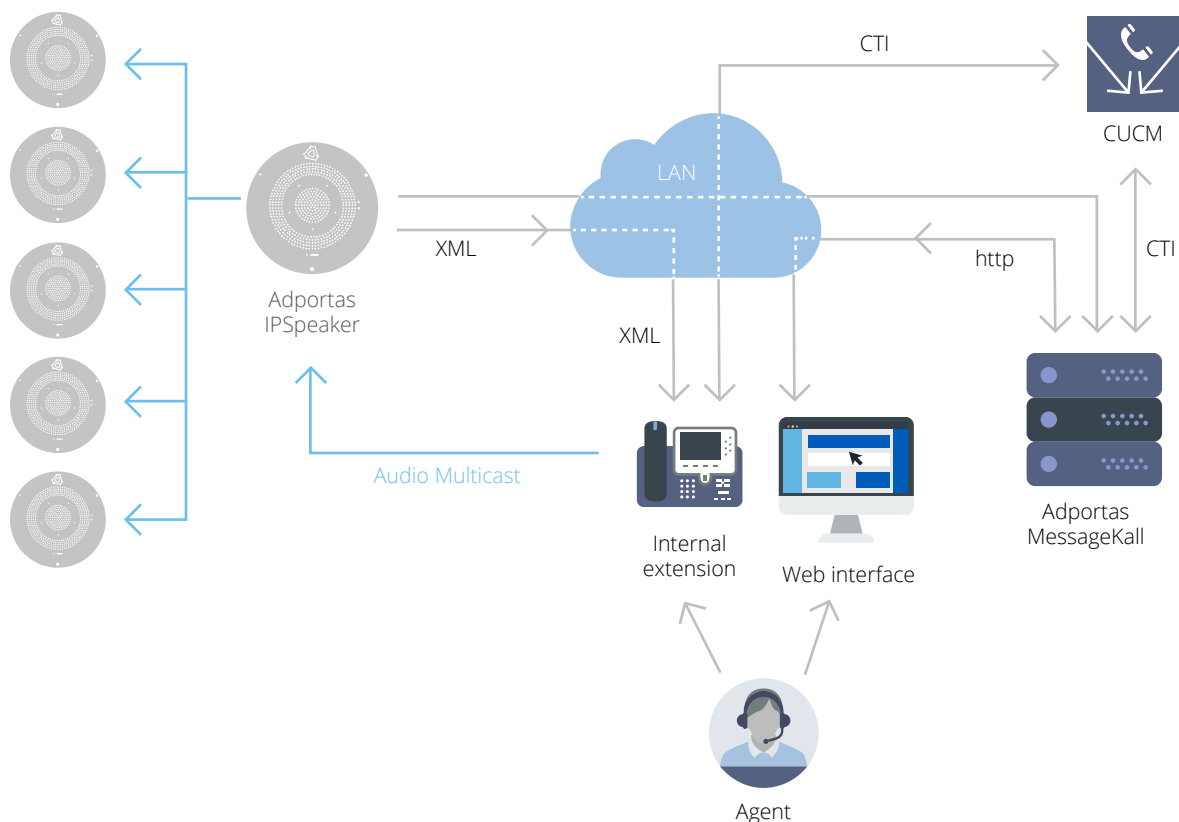 CTI
CUCM
LAN
XML
http
CTI
Adportas
IPSpeaker
XML
Audio Multicast
Adportas
MessageKall
Internal
extension
Web interface
Agent